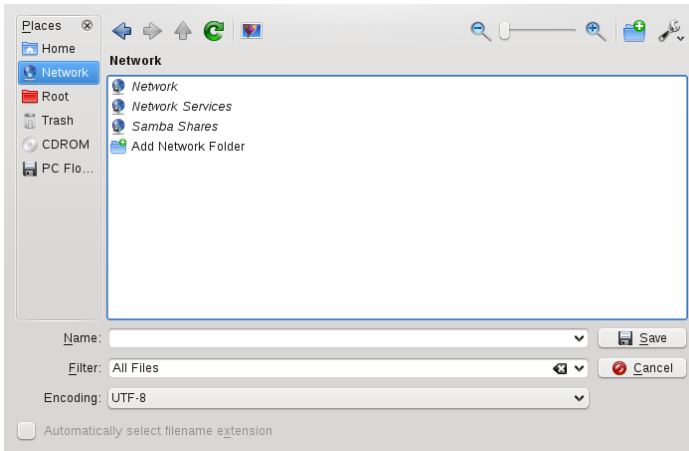 Places
Home
Network
Root
Trash
CDROM
PC Flo...
Network
Network
Network Services
Samba Shares
Add Network Folder
Name:
Save
Filter: All Files
Cancel
Encoding: UTF-8
Automatically select filename extension